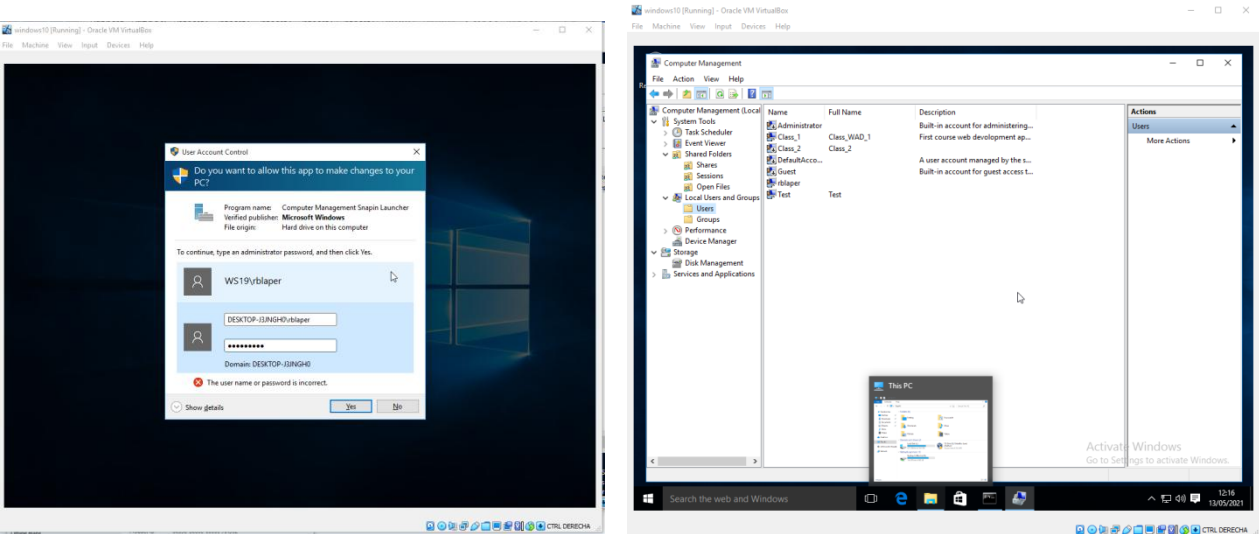 windows10 [Running] - Oracle VM VirtualBox
File Machine View Input Devices Help
User Account Control
Do you want to allow this app to make changes to your
PC?
Program name: Computer Management Snapin Launcher
Verified publisher: Microsoft Windows
File origin: Hard drive on this computer
To continue, type an administrator password, and then click Yes.
WS19\rblaper
DESKTOP-J3JNGH0\rblaper
Domain: DESKTOP-J3JNGH0
The user name or password is incorrect.
Show details
Yes
No
CTRL DERECHA
windows10 [Running] - Oracle VM VirtualBox
File Machine View Input Devices Help
Computer Management
File Action View Help
Computer Management (Local
System Tools
Task Scheduler
Event Viewer
Shared Folders
Shares
Sessions
Open Files
Local Users and Groups
Users
Groups
Performance
Device Manager
Storage
Disk Management
Services and Applications
Name Full Name Description
Administrator Built-in account for administering...
Class_1 Class_WAD_1 First course web devolopment ap...
Class_2 Class_2
DefaultAcco... A user account managed by the s...
Guest Built-in account for guest access t...
rblaper
Test Test
Actions
Users
More Actions
This PC
Activate Windows
Go to Settings to activate Windows.
Search the web and Windows
12:16
13/05/2021
CTRL DERECHA